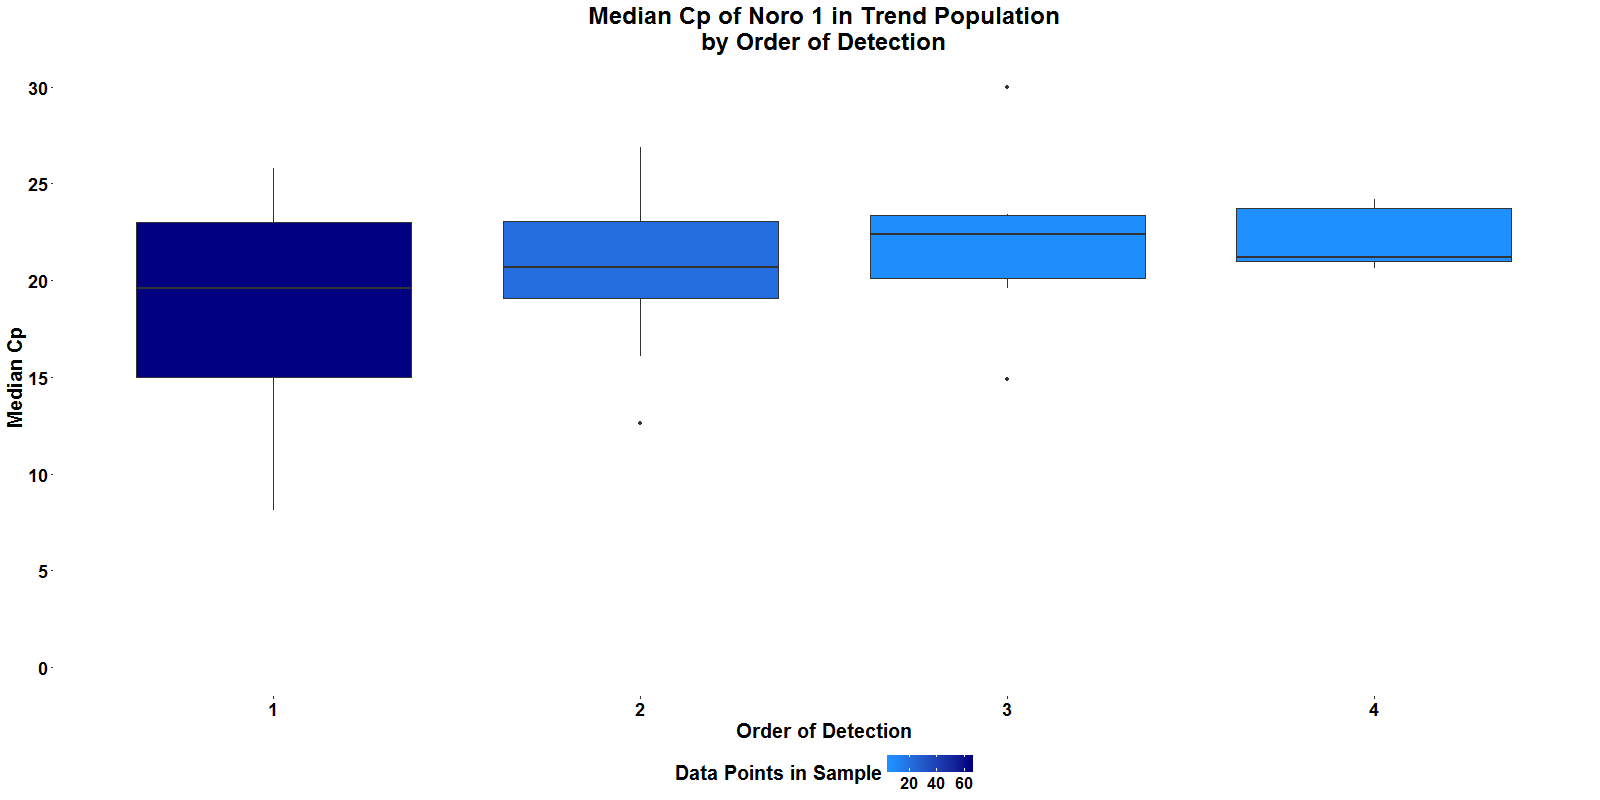 Median Cp of Noro 1 in Trend Population
by Order of Detection
30
25
20
15
10
5
0
Median Cp
1 2 3 4
Order of Detection
Data Points in Sample
20 40 60